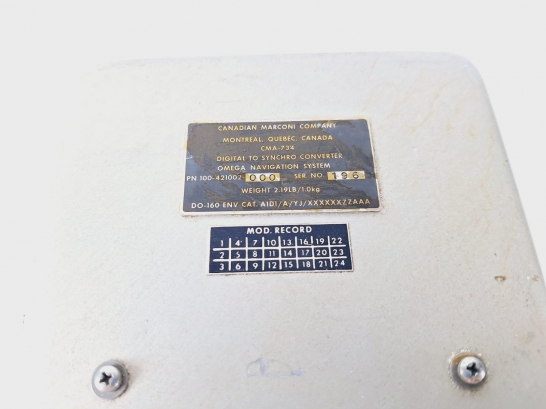 CANADIAN MARCONI COMPANY
MONTREAL, QUEBEC, CANADA
CMA-734
DIGITAL TO SYNCHRO CONVERTER
OMEGA NAVIGATION SYSTEM
PN 100-421002 000 SER NO 196
WEIGHT 2.19LB/1.0kg
DO-160 ENV CAT. A1D1/A/YJ/XXXXXXZZAAA
MOD. RECORD
1 4 7 10 13 16 19 22
2 5 8 11 14 17 20 23
3 6 9 12 15 18 21 24